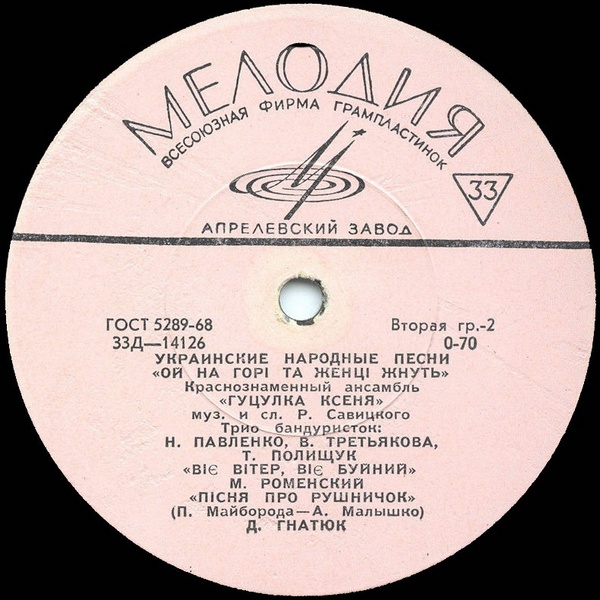 МЕЛОДИЯ
ВСЕСОЮЗНАЯ ФИРМА ГРАМПЛАСТИНОК
33
АПРЕЛЕВСКИЙ ЗАВОД
ГОСТ 5289-68 Вторая гр.-2
33Д—14126 0-70
УКРАИНСКИЕ НАРОДНЫЕ ПЕСНИ
«ОЙ НА ГОРІ ТА ЖЕНЦІ ЖНУТЬ»
Краснознаменный ансамбль
«ГУЦУЛКА КСЕНЯ»
муз. и сл. Р. Савицкого
Трио бандуристок:
Н. ПАВЛЕНКО, В. ТРЕТЬЯКОВА,
Т. ПОЛИЩУК
«ВІЄ ВІТЕР, ВІЄ БУЙНИЙ»
М. РОМЕНСКИЙ
«ПІСНЯ ПРО РУШНИЧОК»
(П. Майборода—А. Малышко)
Д. ГНАТЮК